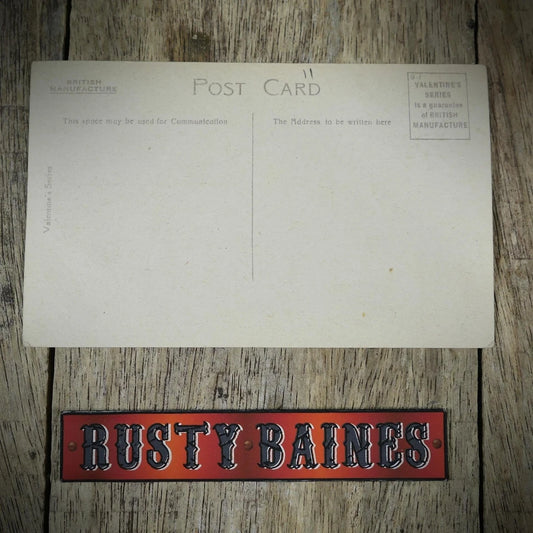 BRITISH
MANUFACTURE
POST CARD
11
VALENTINE'S
SERIES
is a guarantee
of BRITISH
MANUFACTURE
This space may be used for Communication
The Address to be written here
Valentine's Series
RUSTY BAINES